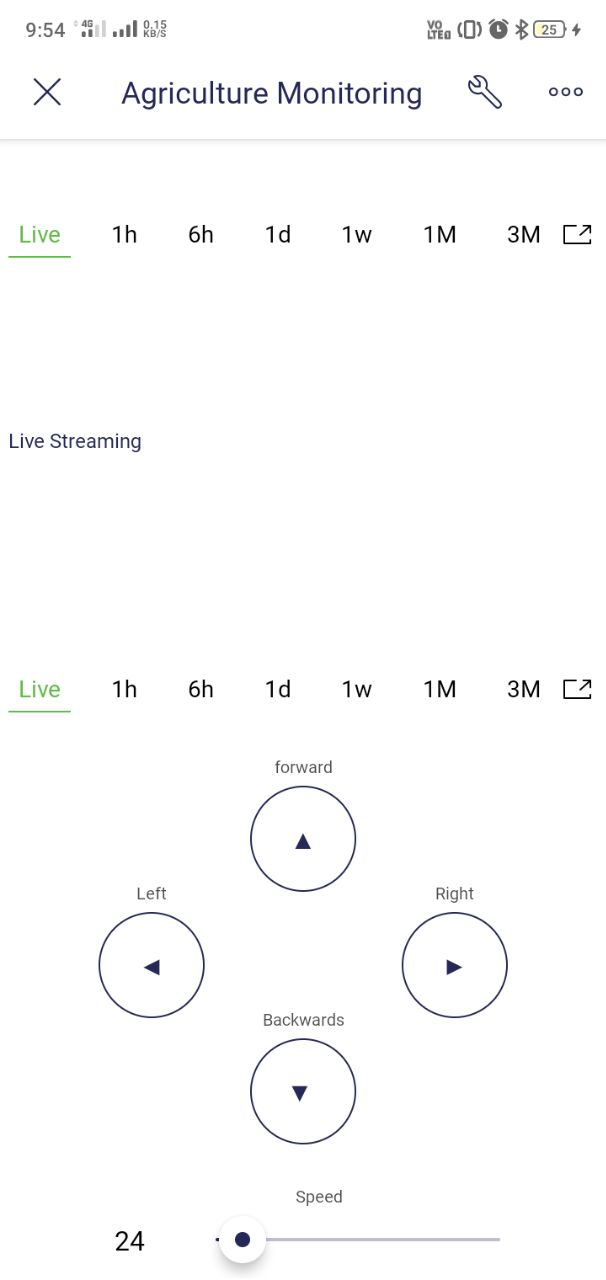 9:54 4G 0.15 KB/S VO LTE 25
Agriculture Monitoring
Live 1h 6h 1d 1w 1M 3M
Live Streaming
Live 1h 6h 1d 1w 1M 3M
forward
Left Right
Backwards
Speed
24